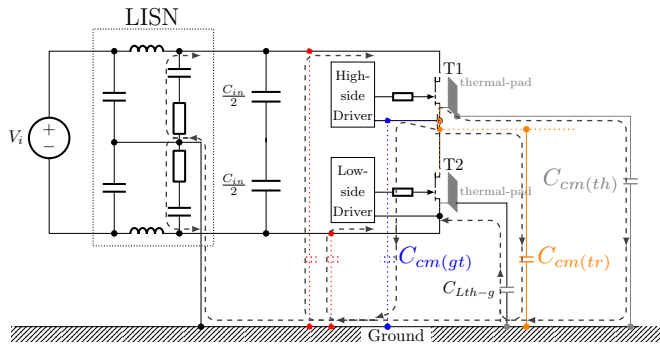 LISN
T1
High-
side
Driver
thermal-pad
C_in
2
V_i
+
−
C_in
2
Low-
side
Driver
T2
thermal-pad
C_cm(th)
C_cm(gt)
C_cm(tr)
C_Lth−g
Ground